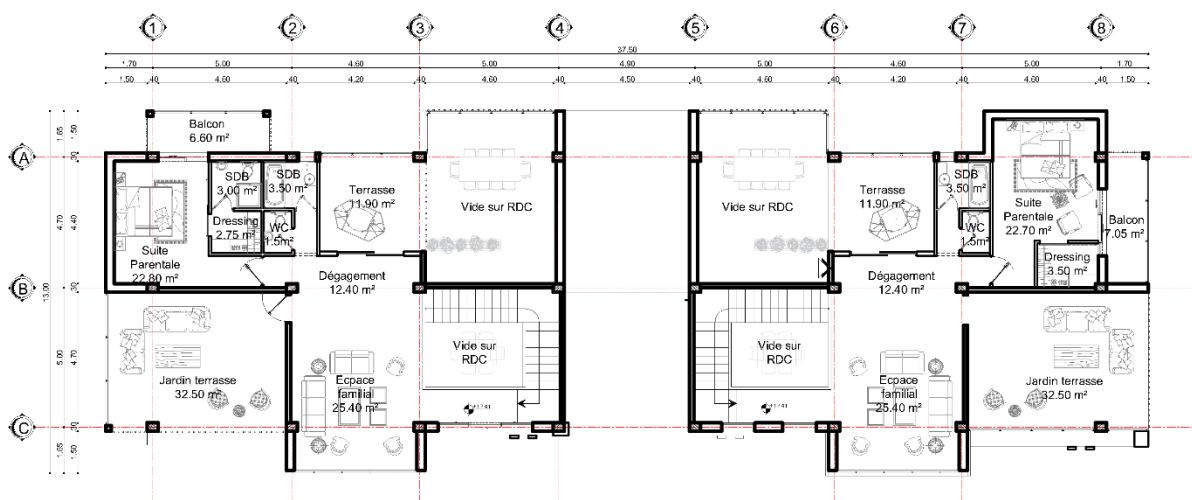 1 2 3 4 5 6 7 8
37.50
1.70 5.00 4.60 5.00 5.00 4.60 5.00 1.70
1.50 40 4.60 40 4.20 40 4.60 40 4.90 40 4.60 40 4.20 40 4.60 40 1.50
A
B
C
1.65
1.50
30
4.70
4.40
30
13.00
5.00
4.70
30
1.65
1.50
Balcon
6.60 m²
SDB
3.00 m²
SDB
3.50 m²
Dressing
2.75 m²
WC
1.5m²
Suite
Parentale
22.80 m²
Terrasse
11.90 m²
Vide sur RDC
Dégagement
12.40 m²
Vide sur
RDC
Jardin terrasse
32.50 m²
Ecpace
familial
25.40 m²
Vide sur RDC
Terrasse
11.90 m²
SDB
3.50 m²
WC
1.5m²
Suite
Parentale
22.70 m²
Balcon
7.05 m²
Dressing
3.50 m²
Dégagement
12.40 m²
Vide sur
RDC
Ecpace
familial
25.40 m²
Jardin terrasse
32.50 m²